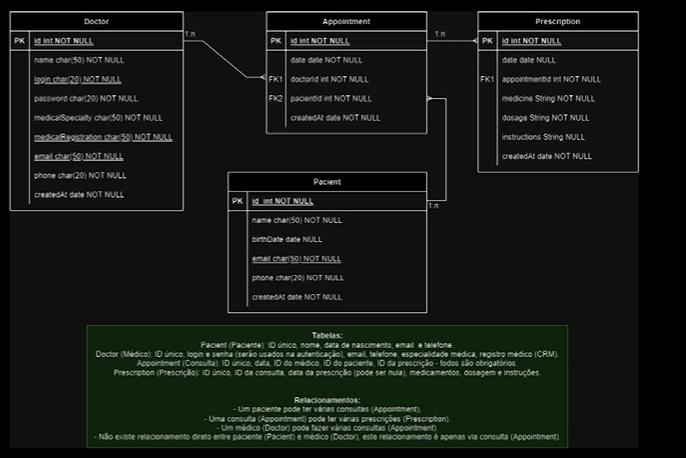 Doctor
PK id int NOT NULL
name char(50) NOT NULL
login char(20) NOT NULL
password char(20) NOT NULL
medicalSpecialty char(50) NOT NULL
medicalRegistration char(50) NOT NULL
email char(50) NOT NULL
phone char(20) NOT NULL
createdAt date NOT NULL
1:n
Appointment
PK id int NOT NULL
date date NOT NULL
FK1 doctorId int NOT NULL
FK2 pacientId int NOT NULL
createdAt date NOT NULL
1:n
Prescription
PK id int NOT NULL
date date NULL
FK1 appointmentId int NOT NULL
medicine String NOT NULL
dosage String NOT NULL
instructions String NULL
createdAt date NOT NULL
Pacient
PK id int NOT NULL
name char(50) NOT NULL
birthDate date NULL
email char(50) NOT NULL
phone char(20) NOT NULL
createdAt date NOT NULL
1:n
Tabelas:
Pacient (Paciente): ID único, nome, data de nascimento, email e telefone.
Doctor (Médico): ID único, login e senha (serão usados na autenticação), email, telefone, especialidade médica, registro médico (CRM).
Appointment (Consulta): ID único, data, ID do médico, ID do paciente, ID da prescrição - todos são obrigatórios.
Prescription (Prescrição): ID único, ID da consulta, data da prescrição (pode ser nula), medicamentos, dosagem e instruções.
Relacionamentos:
- Um paciente pode ter várias consultas (Appointment).
- Uma consulta (Appointment) pode ter várias prescrições (Prescription).
- Um médico (Doctor) pode fazer várias consultas (Appointment).
- Não existe relacionamento direto entre paciente (Pacient) e médico (Doctor), este relacionamento é apenas via consulta (Appointment).